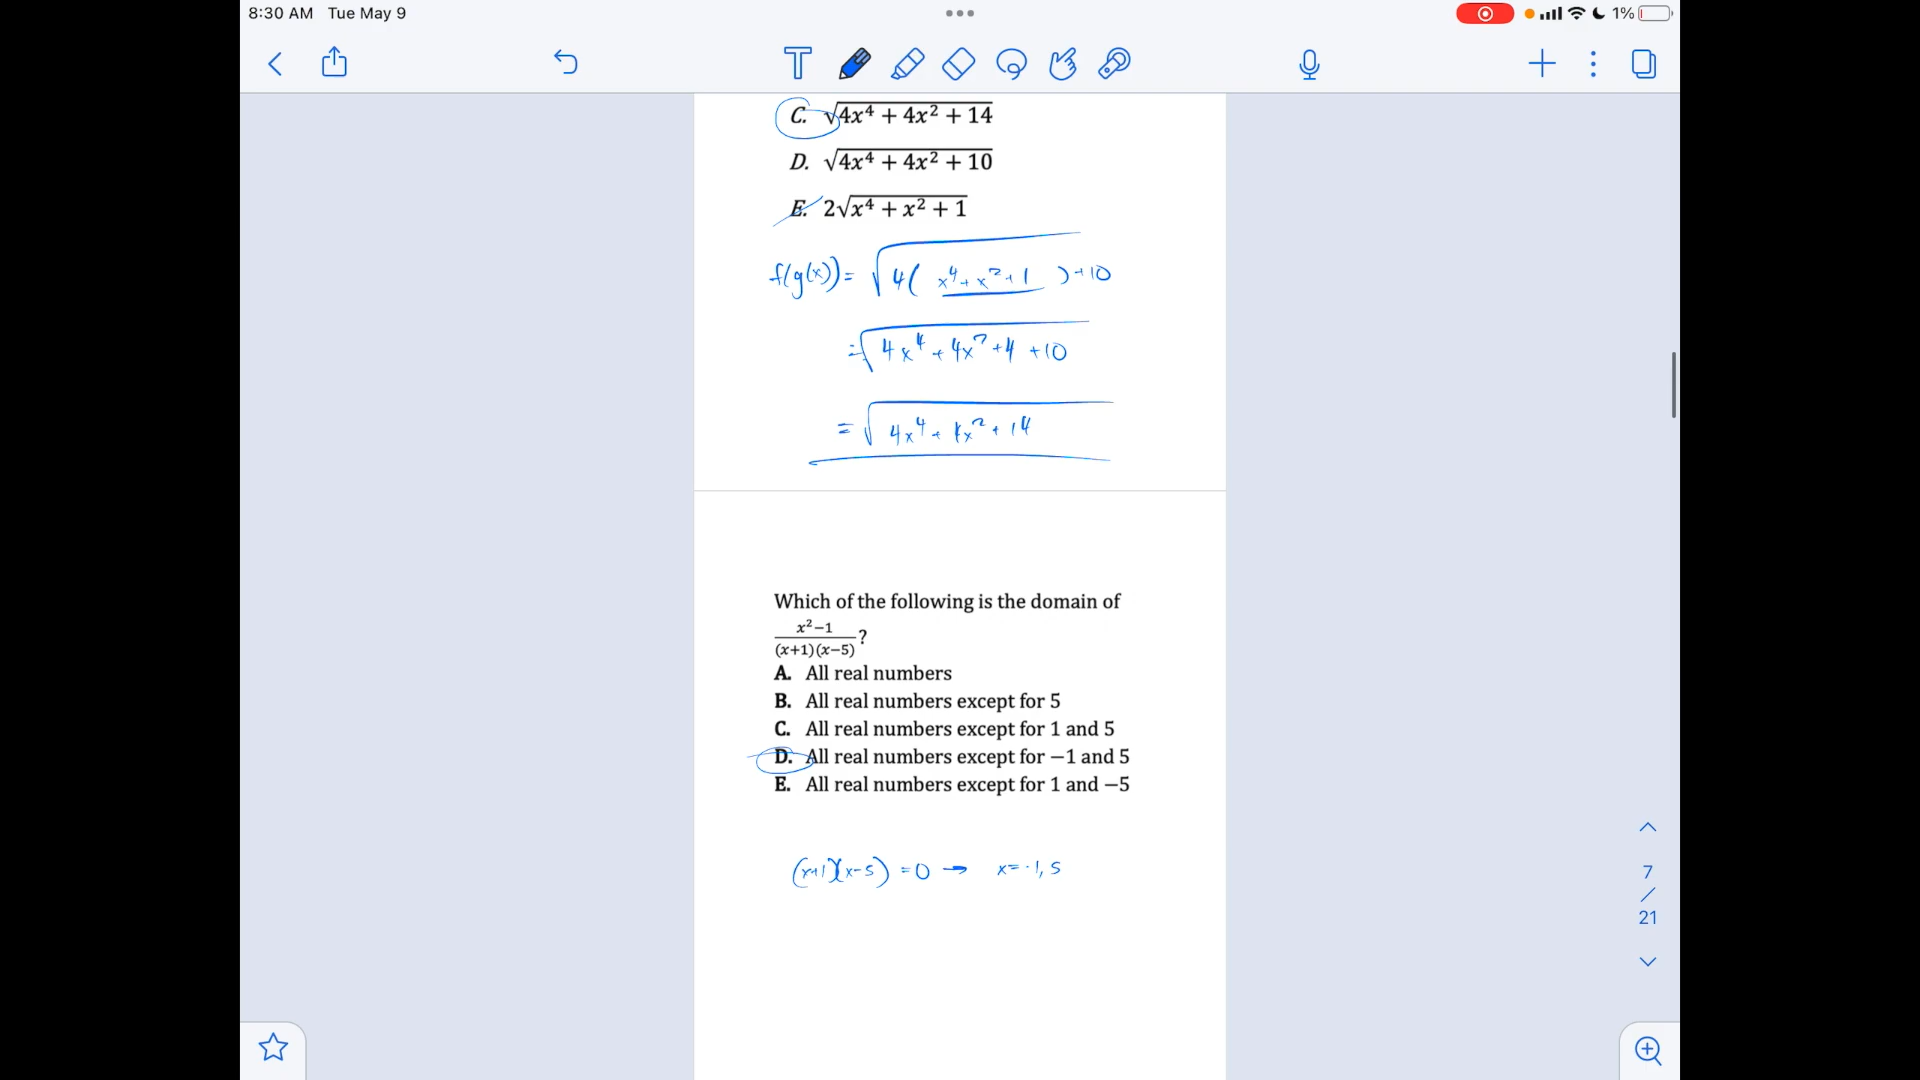 8:30 AM Tue May 9
1%
C. √4x⁴ + 4x² + 14
D. √4x⁴ + 4x² + 10
E. 2√x⁴ + x² + 1
f(g(x)) = √4( x⁴ + x² + 1 ) + 10
= √4x⁴ + 4x² + 4 + 10
= √4x⁴ + 4x² + 14
Which of the following is the domain of
x²−1
(x+1)(x−5) ?
A. All real numbers
B. All real numbers except for 5
C. All real numbers except for 1 and 5
D. All real numbers except for −1 and 5
E. All real numbers except for 1 and −5
(x+1)(x-5) = 0 → x = -1, 5
7
/
21